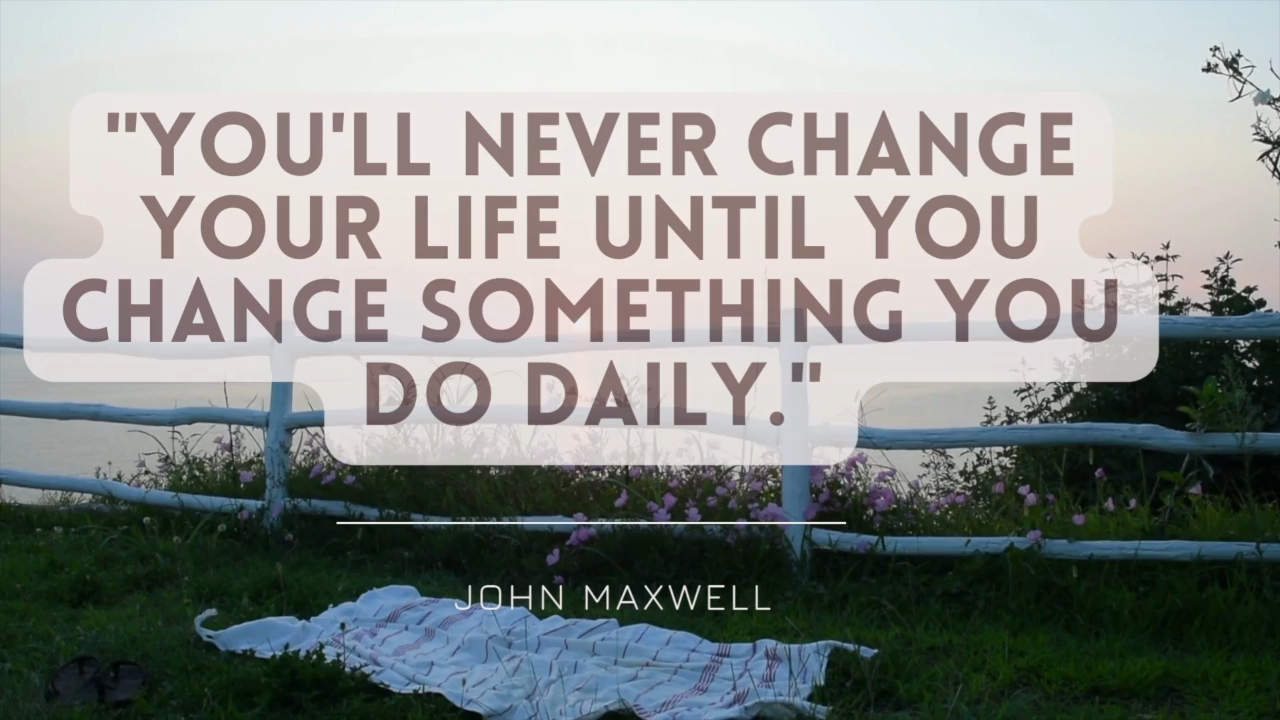 "YOU'LL NEVER CHANGE
YOUR LIFE UNTIL YOU
CHANGE SOMETHING YOU
DO DAILY."
JOHN MAXWELL